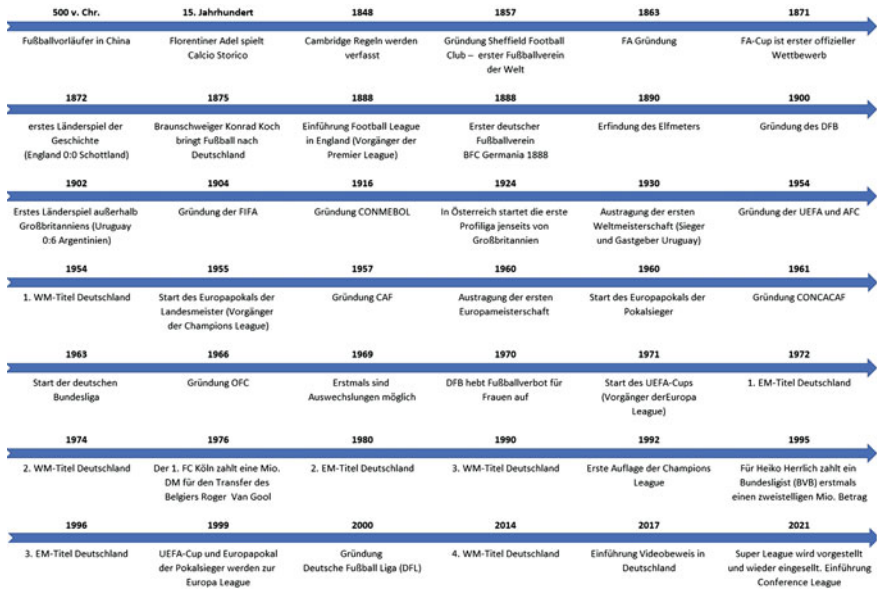 500 v. Chr.
15. Jahrhundert
1848
1857
1863
1871
Fußballvorläufer in China
Florentiner Adel spielt
Calcio Storico
Cambridge Regeln werden
verfasst
Gründung Sheffield Football
Club – erster Fußballverein
der Welt
FA Gründung
FA-Cup ist erster offizieller
Wettbewerb
1872
1875
1888
1888
1890
1900
erstes Länderspiel der
Geschichte
(England 0:0 Schottland)
Braunschweiger Konrad Koch
bringt Fußball nach
Deutschland
Einführung Football League
in England (Vorgänger der
Premier League)
Erster deutscher
Fußballverein
BFC Germania 1888
Erfindung des Elfmeters
Gründung des DFB
1902
1904
1916
1924
1930
1954
Erstes Länderspiel außerhalb
Großbritanniens (Uruguay
0:6 Argentinien)
Gründung der FIFA
Gründung CONMEBOL
In Österreich startet die erste
Profiliga jenseits von
Großbritannien
Austragung der ersten
Weltmeisterschaft (Sieger
und Gastgeber Uruguay)
Gründung der UEFA und AFC
1954
1955
1957
1960
1960
1961
1. WM-Titel Deutschland
Start des Europapokals der
Landesmeister (Vorgänger
der Champions League)
Gründung CAF
Austragung der ersten
Europameisterschaft
Start des Europapokals der
Pokalsieger
Gründung CONCACAF
1963
1966
1969
1970
1971
1972
Start der deutschen
Bundesliga
Gründung OFC
Erstmals sind
Auswechslungen möglich
DFB hebt Fußballverbot für
Frauen auf
Start des UEFA-Cups
(Vorgänger derEuropa
League)
1. EM-Titel Deutschland
1974
1976
1980
1990
1992
1995
2. WM-Titel Deutschland
Der 1. FC Köln zahlt eine Mio.
DM für den Transfer des
Belgiers Roger Van Gool
2. EM-Titel Deutschland
3. WM-Titel Deutschland
Erste Auflage der Champions
League
Für Heiko Herrlich zahlt ein
Bundesligist (BVB) erstmals
einen zweistelligen Mio. Betrag
1996
1999
2000
2014
2017
2021
3. EM-Titel Deutschland
UEFA-Cup und Europapokal
der Pokalsieger werden zur
Europa League
Gründung
Deutsche Fußball Liga (DFL)
4. WM-Titel Deutschland
Einführung Videobeweis in
Deutschland
Super League wird vorgestellt
und wieder eingesellt. Einführung
Conference League